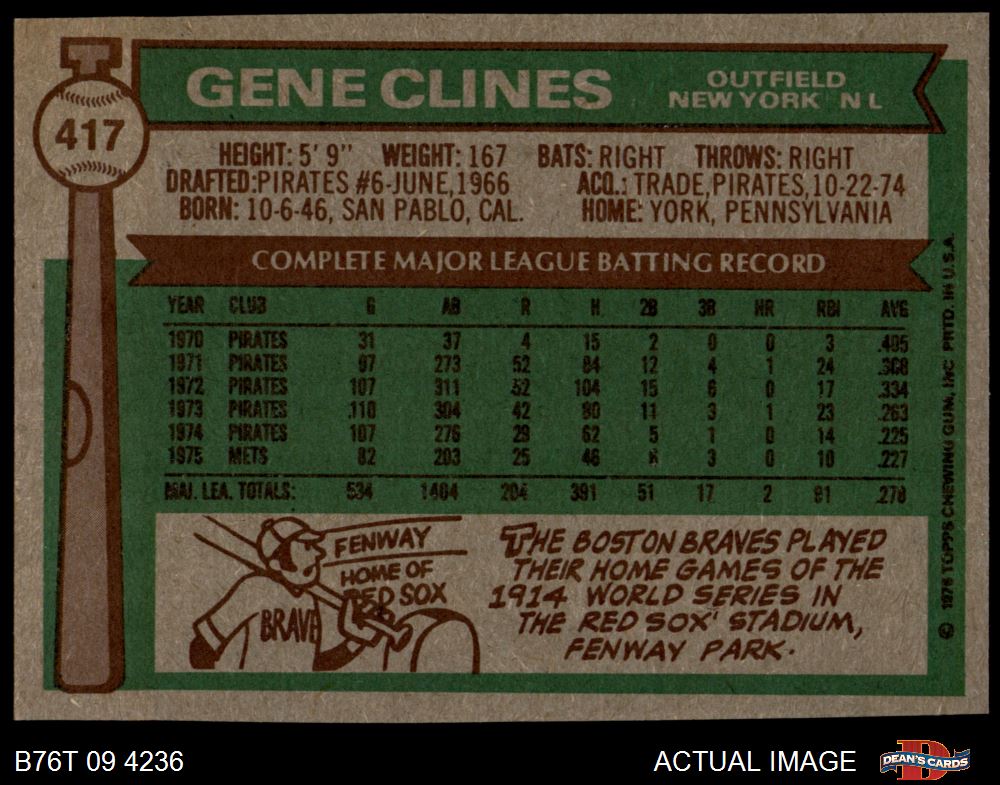 GENE CLINES
OUTFIELD
NEW YORK N L
417
HEIGHT: 5' 9" WEIGHT: 167 BATS: RIGHT THROWS: RIGHT
DRAFTED: PIRATES #6-JUNE, 1966 ACQ.: TRADE, PIRATES, 10-22-74
BORN: 10-6-46, SAN PABLO, CAL. HOME: YORK, PENNSYLVANIA
COMPLETE MAJOR LEAGUE BATTING RECORD
YEAR CLUB G AB R H 2B 3B HR RBI AVG
1970 PIRATES 31 37 4 15 2 0 0 3 .405
1971 PIRATES 97 273 52 84 12 4 1 24 .308
1972 PIRATES 107 311 52 104 15 6 0 17 .334
1973 PIRATES 110 304 42 80 11 3 1 23 .263
1974 PIRATES 107 276 29 62 5 1 0 14 .225
1975 METS 82 203 25 46 3 0 10 .227
MAJ. LEA. TOTALS: 534 1404 204 391 51 17 2 91 .278
FENWAY
HOME OF
RED SOX
BRAVE
THE BOSTON BRAVES PLAYED
THEIR HOME GAMES OF THE
1914 WORLD SERIES IN
THE RED SOX' STADIUM,
FENWAY PARK.
© 1976 TOPPS CHEWING GUM, INC. PRTD. IN U.S.A.
B76T 09 4236
ACTUAL IMAGE
D
DEAN'S CARDS